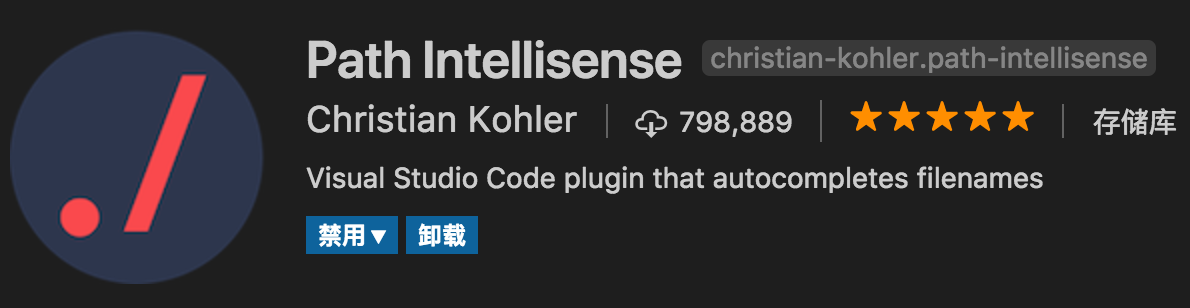 ./
Path Intellisense christian-kohler.path-intellisense
Christian Kohler 798,889 存储库
Visual Studio Code plugin that autocompletes filenames
禁用 卸载